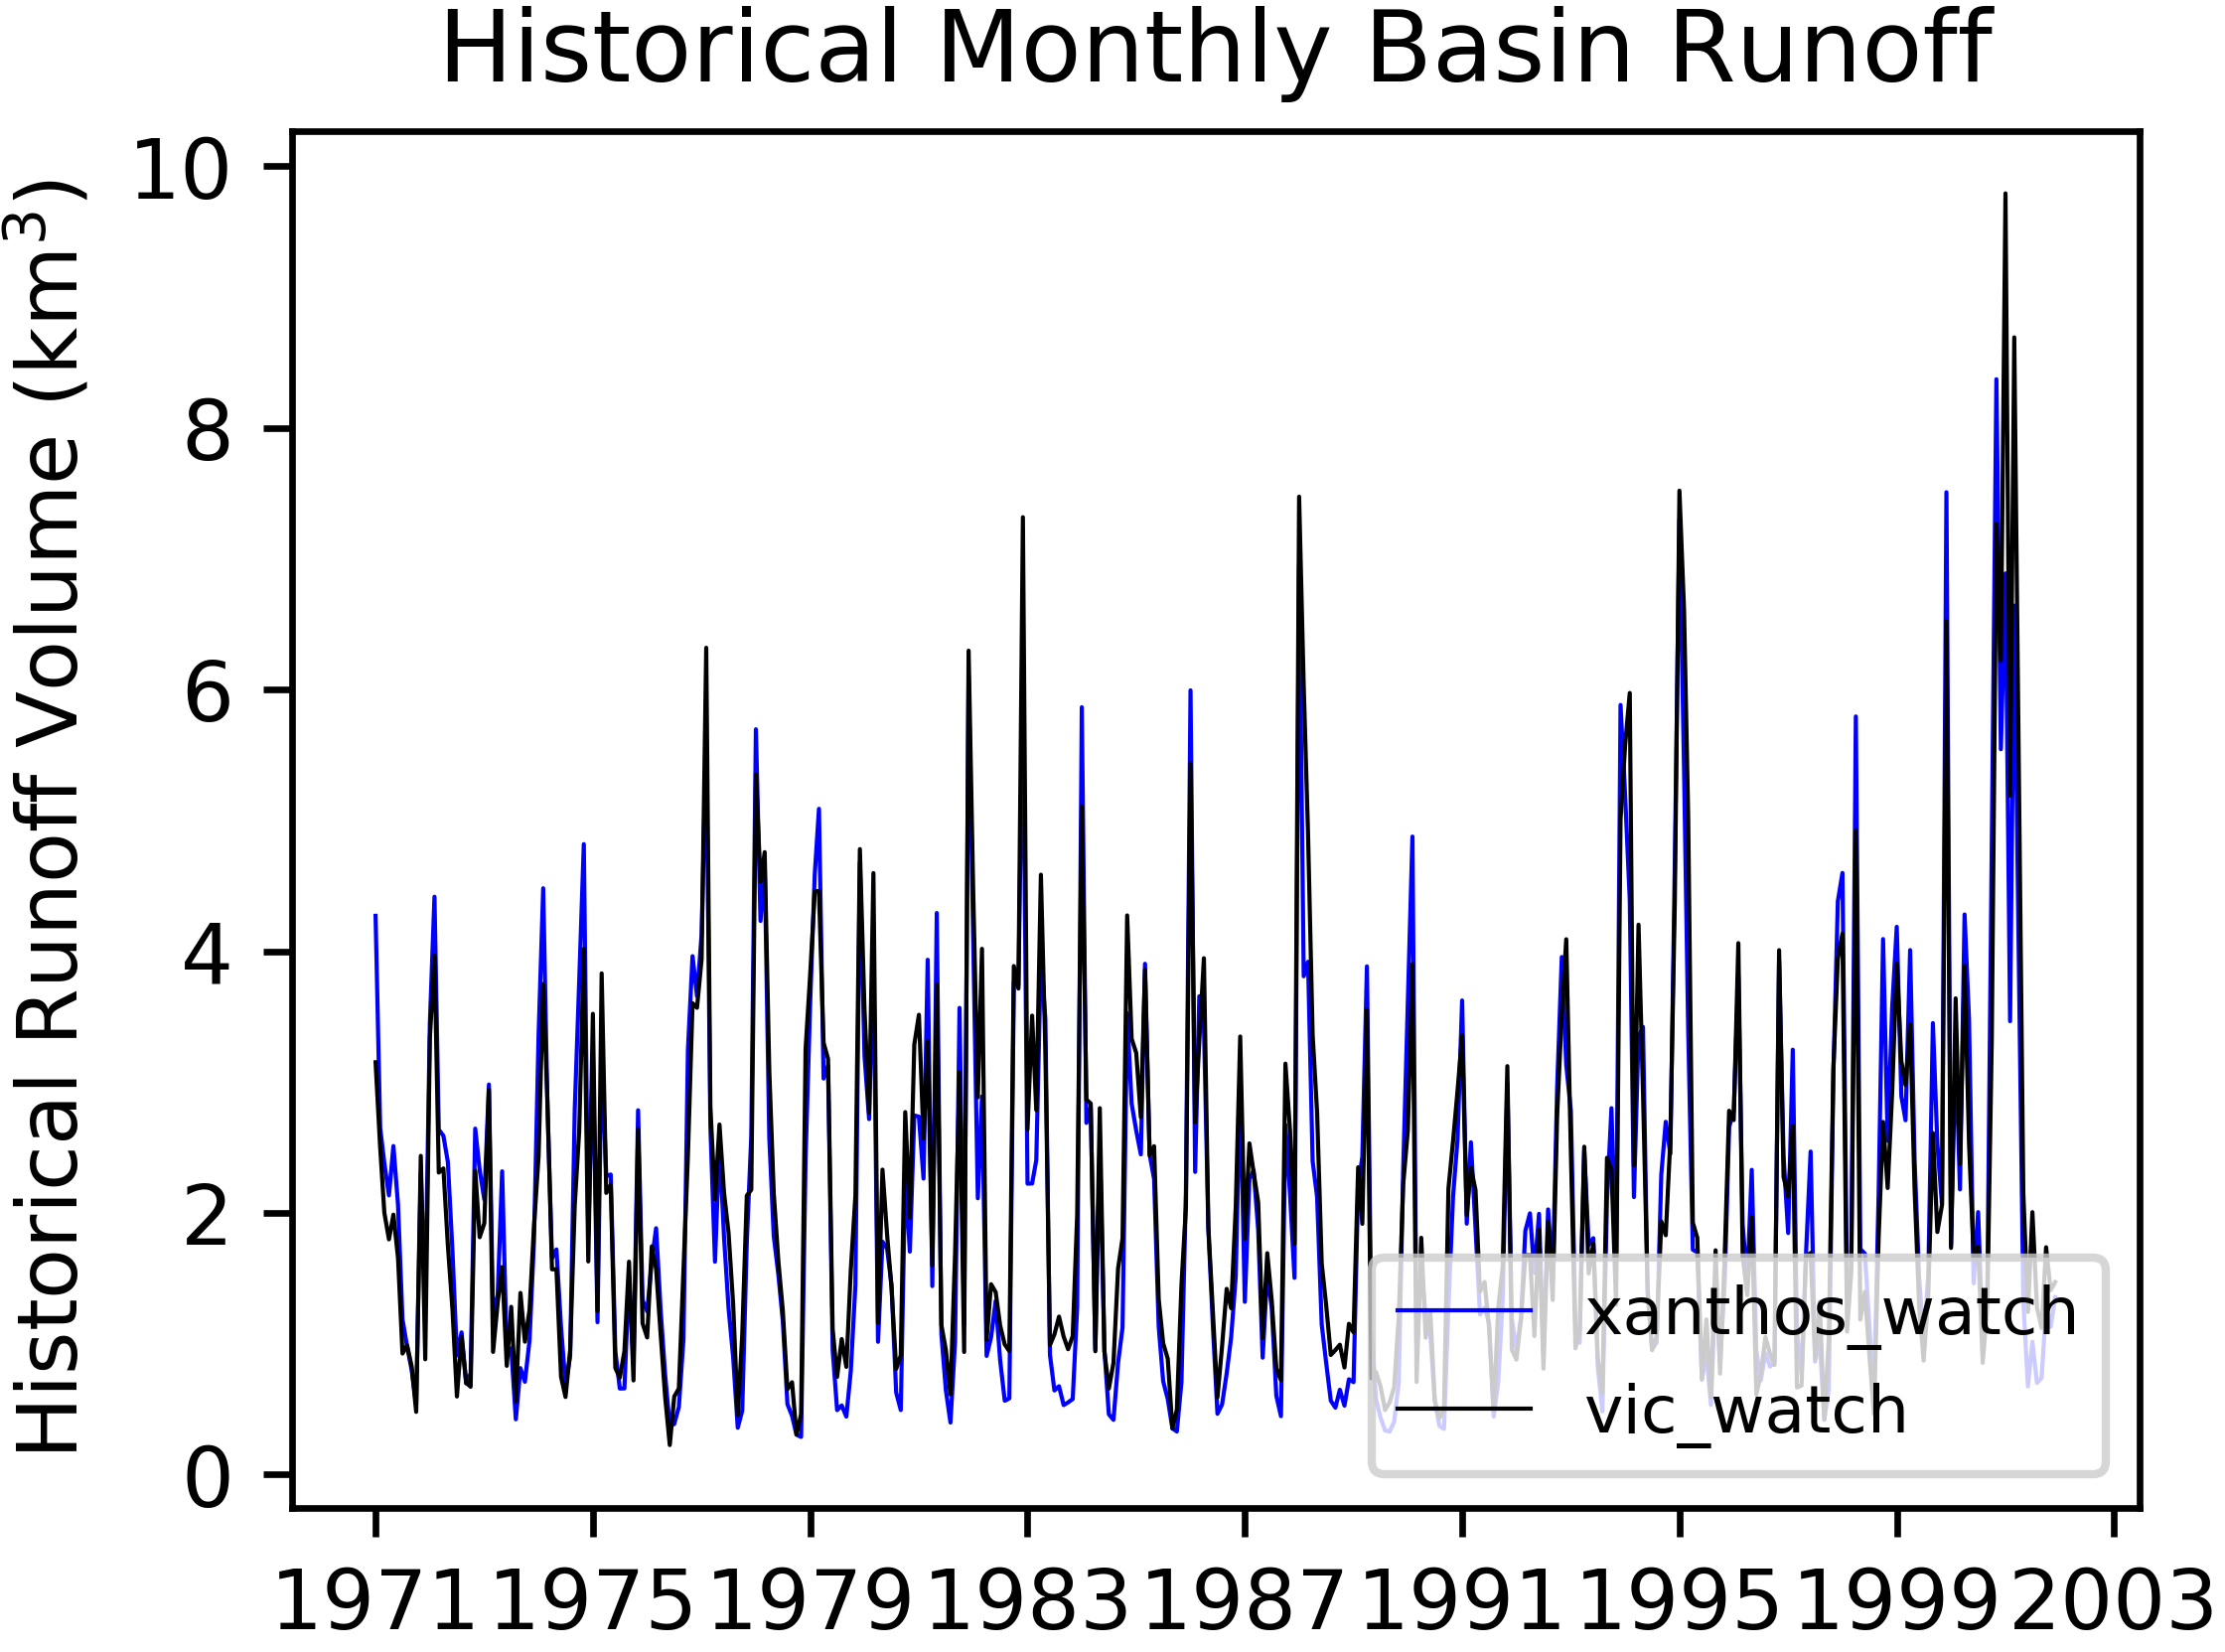 Historical Monthly Basin Runoff
Historical Runoff Volume (km³)
10
8
6
4
2
0
1971 1975 1979 1983 1987 1991 1995 1999 2003
xanthos_watch
vic_watch